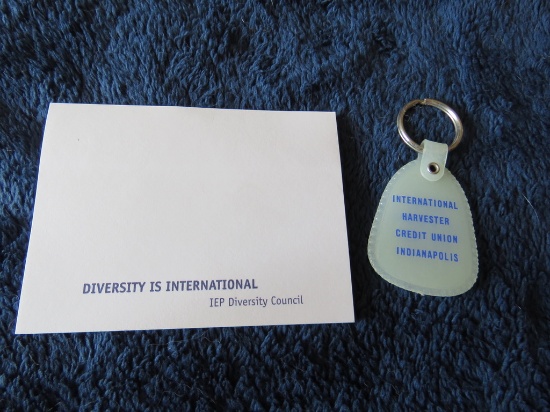 DIVERSITY IS INTERNATIONAL
IEP Diversity Council
INTERNATIONAL
HARVESTER
CREDIT UNION
INDIANAPOLIS